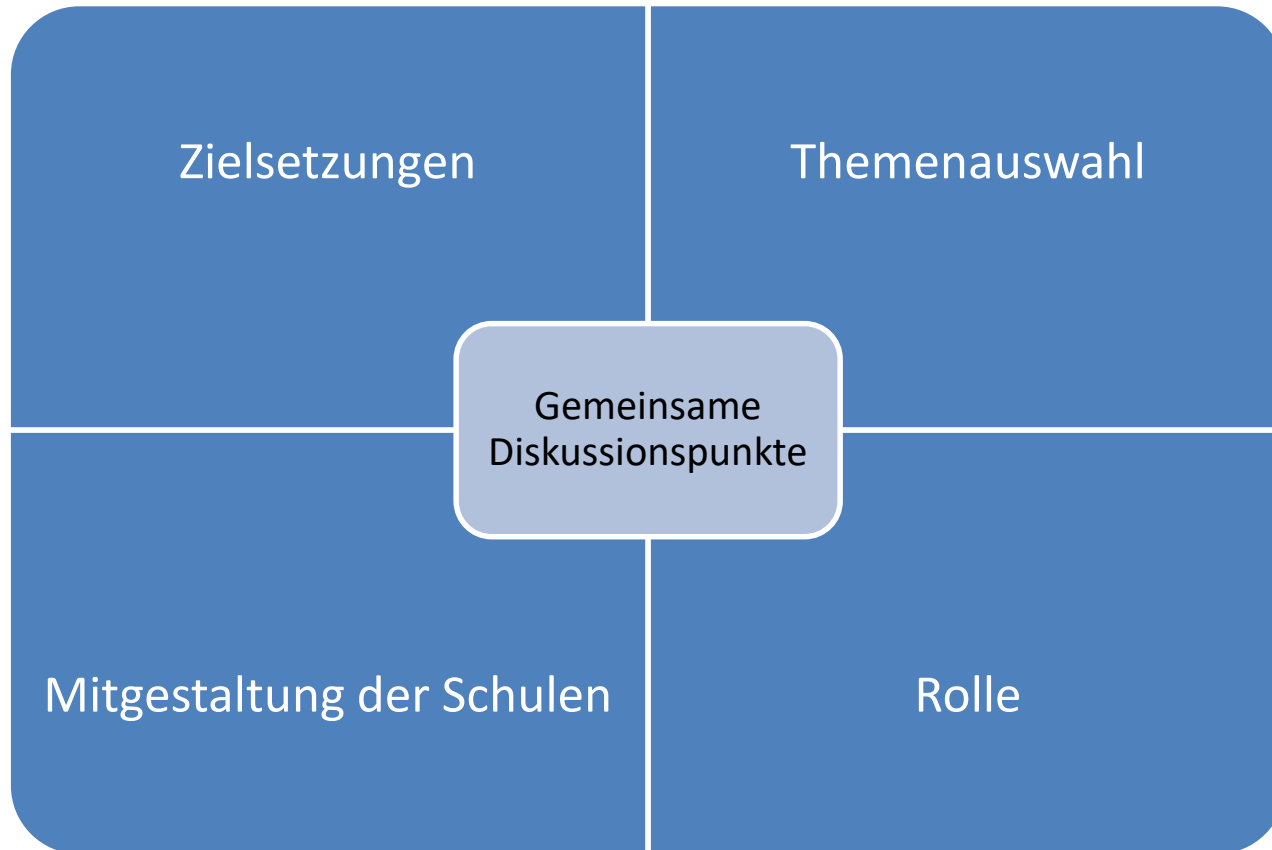 Zielsetzungen
Themenauswahl
Gemeinsame
Diskussionspunkte
Mitgestaltung der Schulen
Rolle